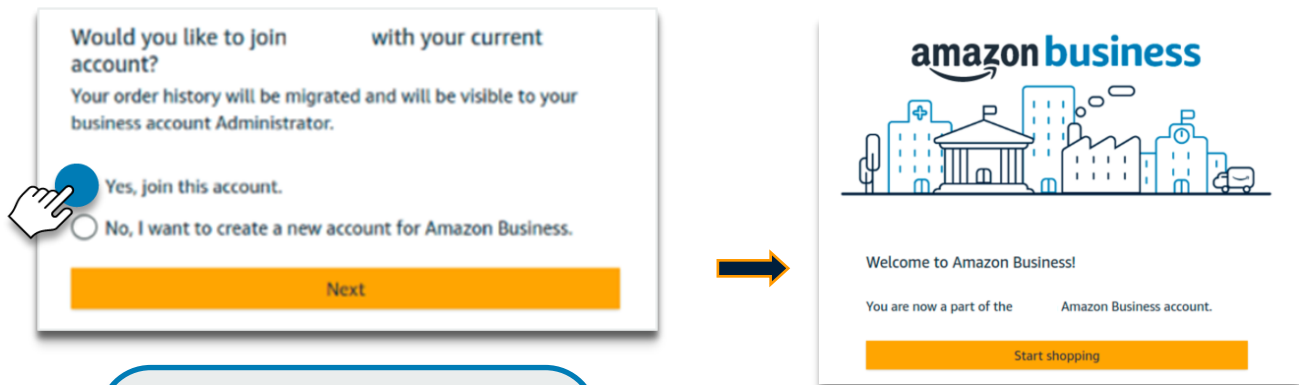 Would you like to join with your current
account?
Your order history will be migrated and will be visible to your
business account Administrator.
Yes, join this account.
No, I want to create a new account for Amazon Business.
Next
amazon business
Welcome to Amazon Business!
You are now a part of the Amazon Business account.
Start shopping